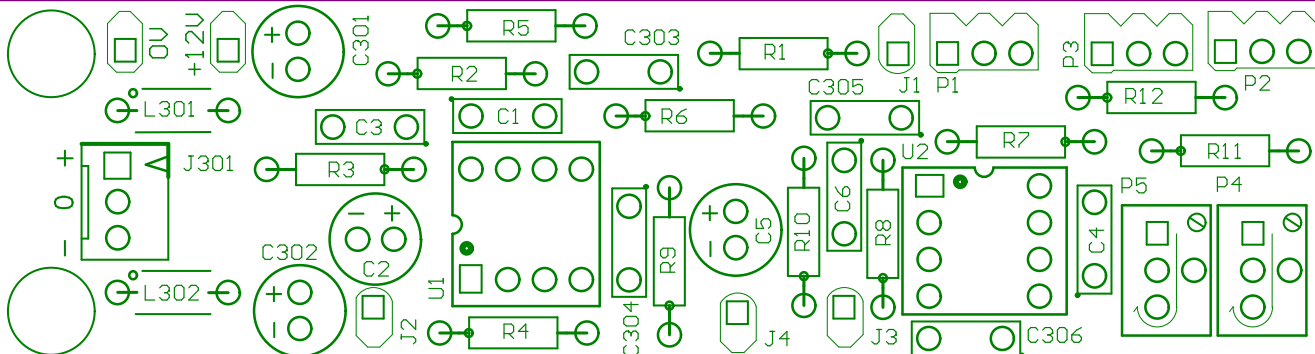 0V
+12V
+
-
C301
R5
C303
R1
J1
P1
P3
P2
R2
L301
C3
C1
R6
C305
R12
+
0
-
J301
R3
U2
R7
R11
P5
P4
C302
- +
C2
U1
R9
+
-
C5
R10
C6
R8
C4
L302
+
-
J2
R4
C304
J4
J3
C306